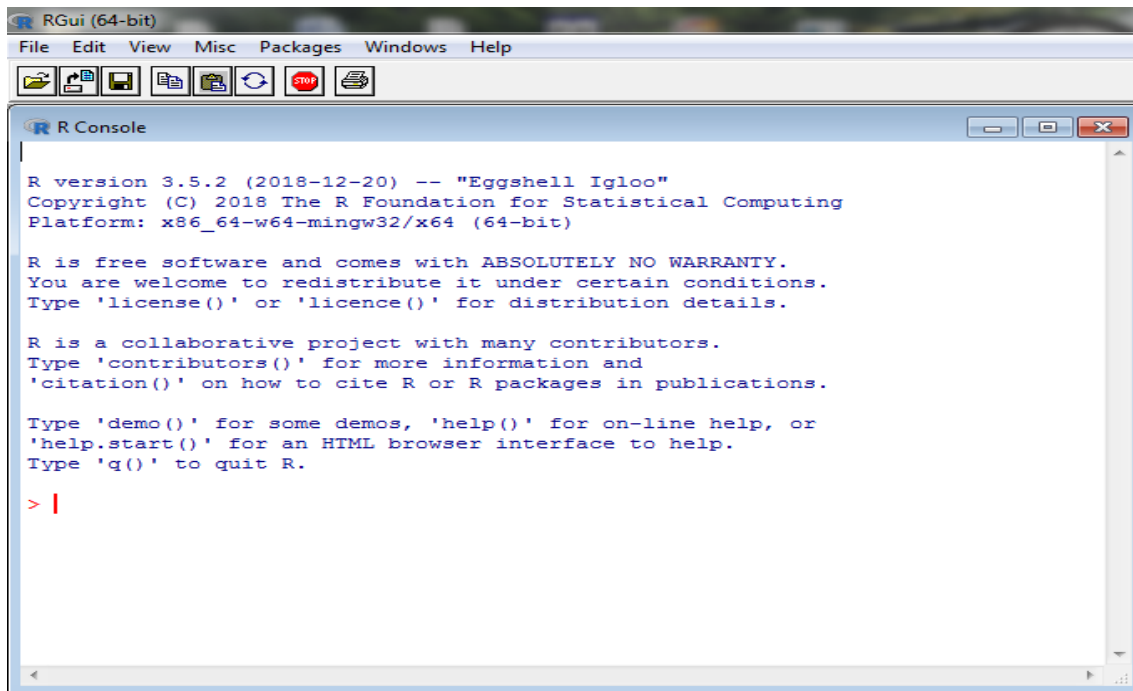 RGui (64-bit)
File Edit View Misc Packages Windows Help
STOP
R Console
R version 3.5.2 (2018-12-20) -- "Eggshell Igloo"
Copyright (C) 2018 The R Foundation for Statistical Computing
Platform: x86_64-w64-mingw32/x64 (64-bit)
R is free software and comes with ABSOLUTELY NO WARRANTY.
You are welcome to redistribute it under certain conditions.
Type 'license()' or 'licence()' for distribution details.
R is a collaborative project with many contributors.
Type 'contributors()' for more information and
'citation()' on how to cite R or R packages in publications.
Type 'demo()' for some demos, 'help()' for on-line help, or
'help.start()' for an HTML browser interface to help.
Type 'q()' to quit R.
>